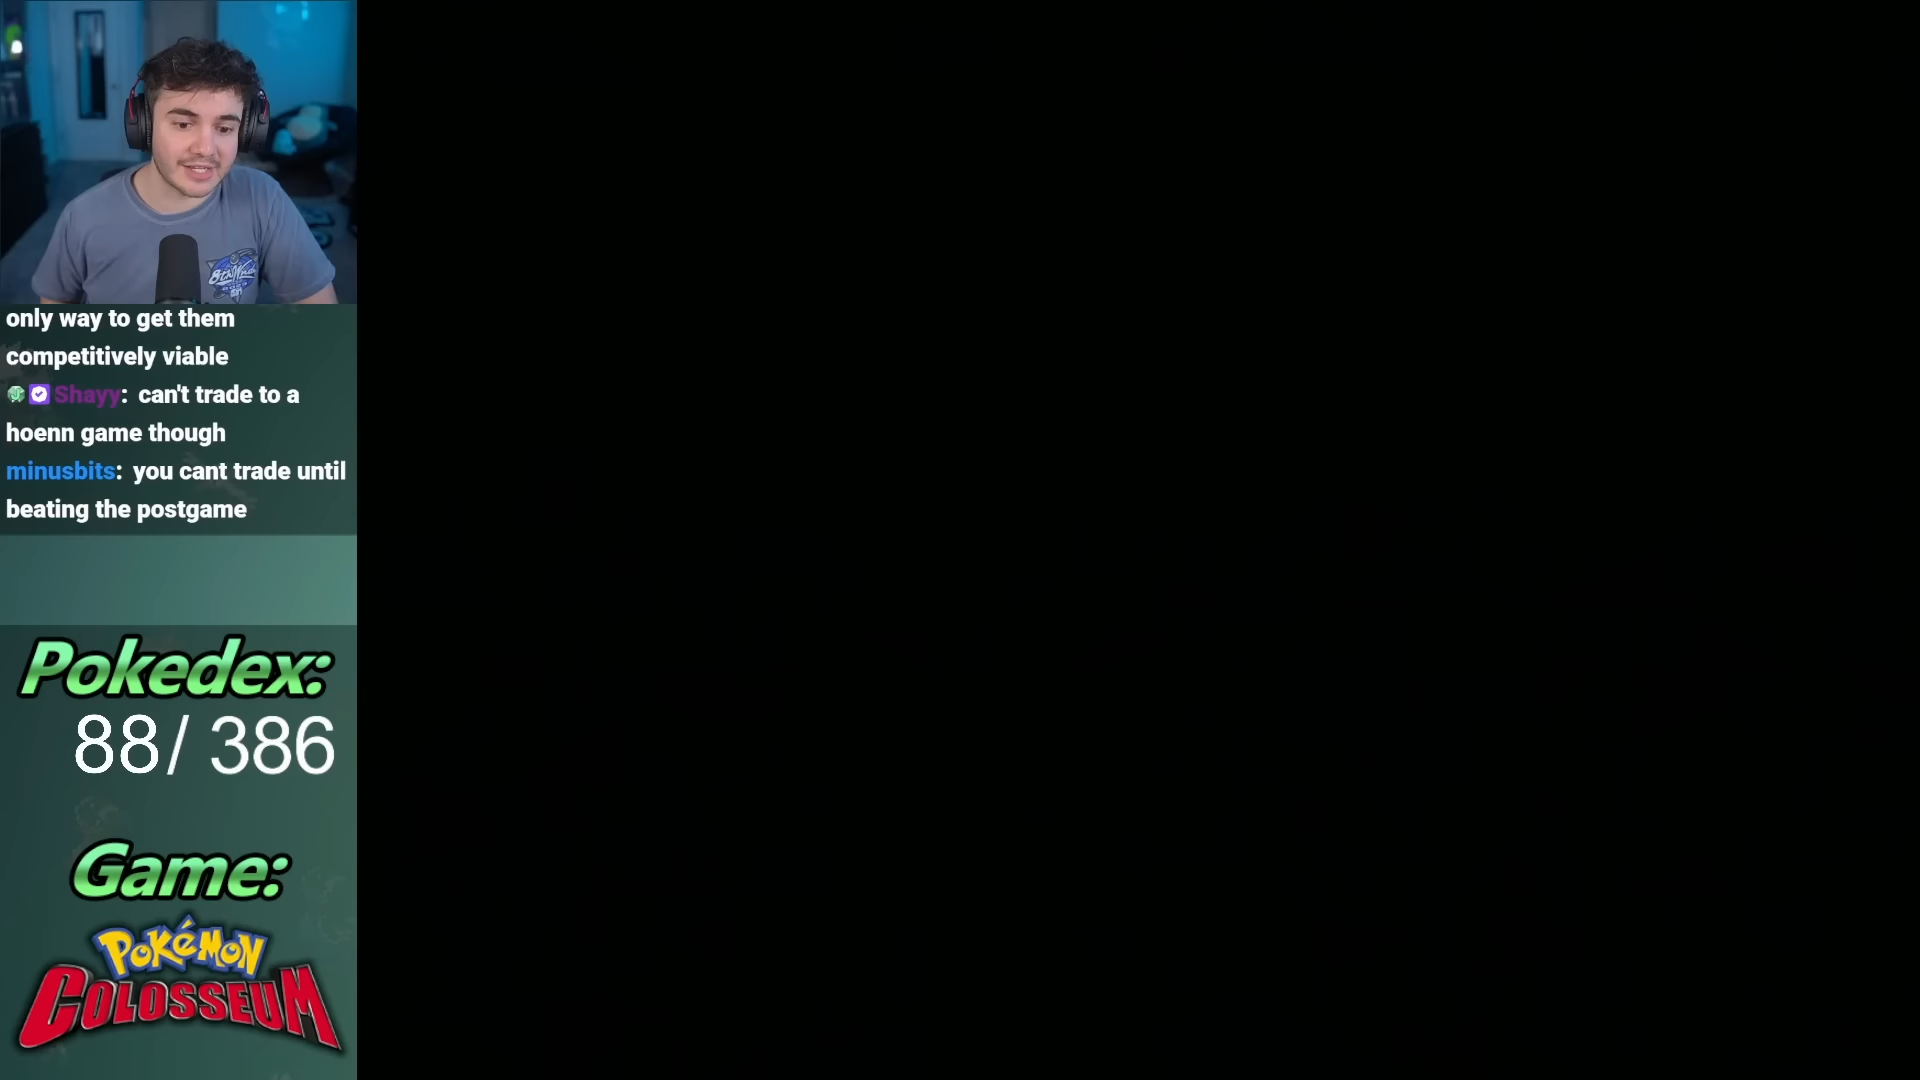 only way to get them
competitively viable
Shayy: can't trade to a
hoenn game though
minusbits: you cant trade until
beating the postgame
Pokedex:
88/ 386
Game:
POKéMON
COLOSSEUM